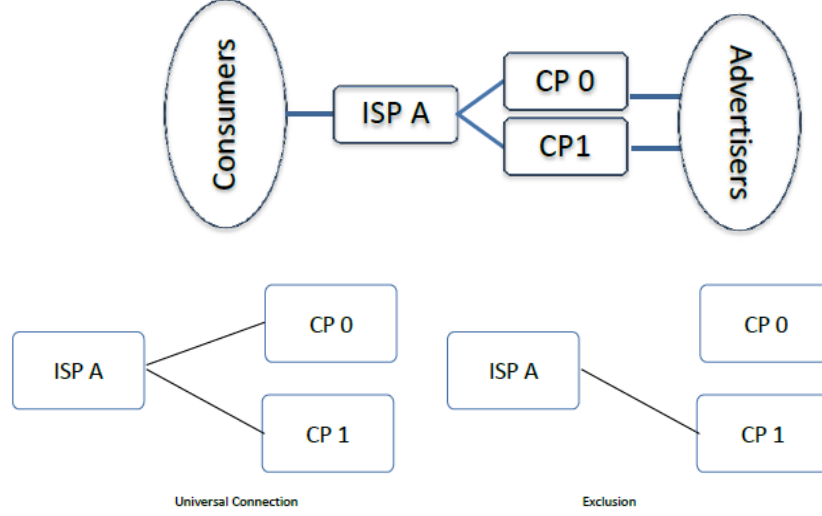 Consumers
ISP A
CP 0
CP1
Advertisers
ISP A
CP 0
CP 1
Universal Connection
ISP A
CP 0
CP 1
Exclusion